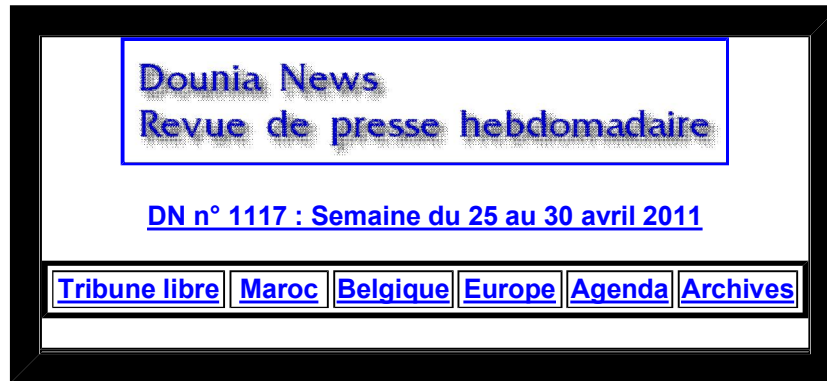 Dounia News
Revue de presse hebdomadaire
DN n° 1117 : Semaine du 25 au 30 avril 2011
Tribune libre Maroc Belgique Europe Agenda Archives